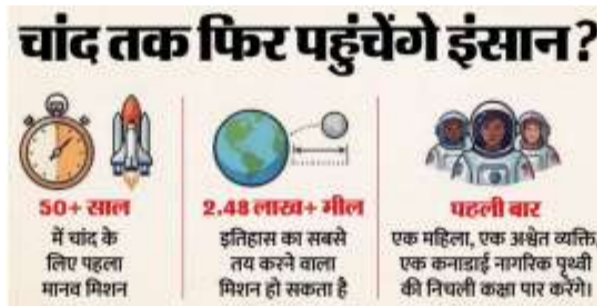 चांद तक फिर पहुंचेंगे इंसान?
50+ साल
में चांद के
लिए पहला
मानव मिशन
2.48 लाख+ मील
इतिहास का सबसे
तय करने वाला
मिशन हो सकता है
पहली बार
एक महिला, एक अश्वेत व्यक्ति,
एक कनाडाई नागरिक पृथ्वी
की निचली कक्षा पार करेंगे।